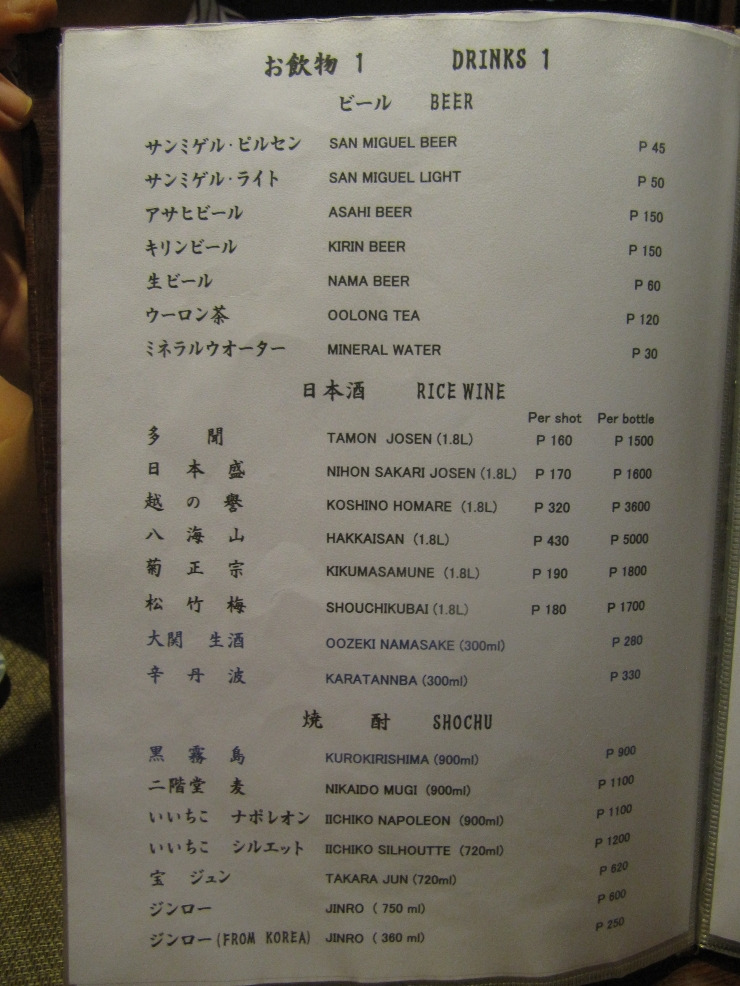 お飲物 1 DRINKS 1
ビール BEER
サンミゲル・ピルセン SAN MIGUEL BEER P 45
サンミゲル・ライト SAN MIGUEL LIGHT P 50
アサヒビール ASAHI BEER P 150
キリンビール KIRIN BEER P 150
生ビール NAMA BEER P 60
ウーロン茶 OOLONG TEA P 120
ミネラルウオーター MINERAL WATER P 30
日本酒 RICE WINE
Per shot Per bottle
多 聞 TAMON JOSEN (1.8L) P 160 P 1500
日 本 盛 NIHON SAKARI JOSEN (1.8L) P 170 P 1600
越 の 誉 KOSHINO HOMARE (1.8L) P 320 P 3600
八 海 山 HAKKAISAN (1.8L) P 430 P 5000
菊 正 宗 KIKUMASAMUNE (1.8L) P 190 P 1800
松 竹 梅 SHOUCHIKUBAI (1.8L) P 180 P 1700
大関 生酒 OOZEKI NAMASAKE (300ml) P 280
辛 丹 波 KARATANNBA (300ml) P 330
焼 酎 SHOCHU
黒 霧 島 KUROKIRISHIMA (900ml) P 900
二階堂 麦 NIKAIDO MUGI (900ml) P 1100
いいちこ ナポレオン IICHIKO NAPOLEON (900ml) P 1100
いいちこ シルエット IICHIKO SILHOUTTE (720ml) P 1200
宝 ジュン TAKARA JUN (720ml) P 620
ジンロー JINRO ( 750 ml) P 600
ジンロー (FROM KOREA) JINRO ( 360 ml) P 250